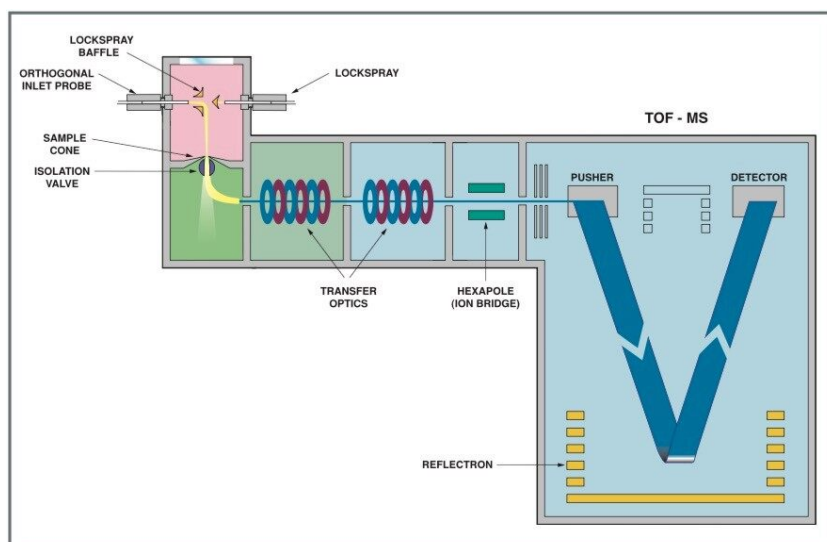 LOCKSPRAY
BAFFLE
ORTHOGONAL
INLET PROBE
LOCKSPRAY
SAMPLE
CONE
ISOLATION
VALVE
TOF - MS
PUSHER
DETECTOR
TRANSFER
OPTICS
HEXAPOLE
(ION BRIDGE)
REFLECTRON